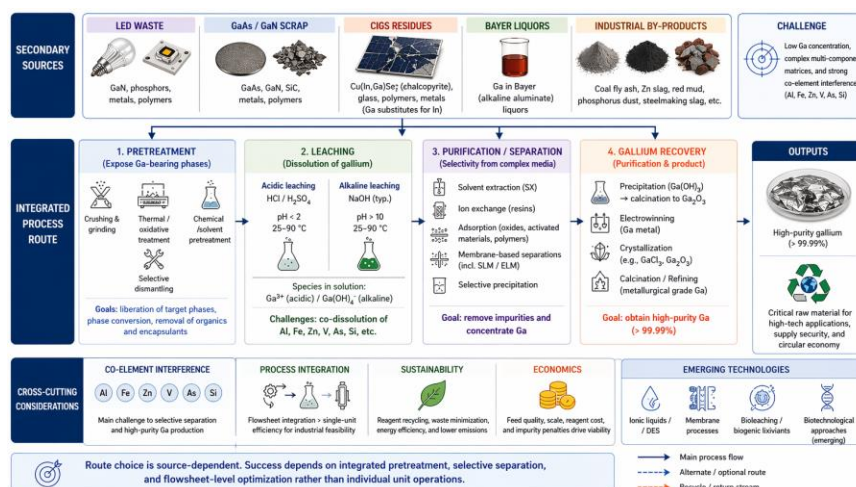 SECONDARY
SOURCES
LED WASTE
GaN, phosphors,
metals, polymers
GaAs / GaN SCRAP
GaAs, GaN, SiC,
metals, polymers
CIGS RESIDUES
Cu(In,Ga)Se₂ (chalcopyrite),
glass, polymers, metals
(Ga substitutes for In)
BAYER LIQUORS
Ga in Bayer
(alkaline aluminate)
liquors
INDUSTRIAL BY-PRODUCTS
Coal fly ash, Zn slag, red mud,
phosphorus dust, steelmaking slag, etc.
CHALLENGE
Low Ga concentration,
complex multi-component
matrices, and strong
co-element interference
(Al, Fe, Zn, V, As, Si)
INTEGRATED
PROCESS
ROUTE
1. PRETREATMENT
(Expose Ga-bearing phases)
Crushing &
grinding
Thermal /
oxidative
treatment
Chemical
/solvent
pretreatment
Selective
dismantling
Goals: liberation of target phases,
phase conversion, removal of organics
and encapsulants
2. LEACHING
(Dissolution of gallium)
Acidic leaching
HCl / H₂SO₄
pH < 2
25–90 °C
Alkaline leaching
NaOH (typ.)
pH > 10
25–90 °C
Species in solution:
Ga³⁺ (acidic) / Ga(OH)₄⁻ (alkaline)
Challenges: co-dissolution of
Al, Fe, Zn, V, As, Si, etc.
3. PURIFICATION / SEPARATION
(Selectivity from complex media)
Solvent extraction (SX)
Ion exchange (resins)
Adsorption (oxides, activated
materials, polymers)
Membrane-based separations
(incl. SLM / ELM)
Selective precipitation
Goal: remove impurities and
concentrate Ga
4. GALLIUM RECOVERY
(Purification & product)
Precipitation (Ga(OH)₃)
→ calcination to Ga₂O₃
Electrowinning
(Ga metal)
Crystallization
(e.g., GaCl₃, Ga₂O₃)
Calcination / Refining
(metallurgical grade Ga)
Goal: obtain high-purity Ga
(> 99.99%)
OUTPUTS
High-purity gallium
(> 99.99%)
Critical raw material for
high-tech applications,
supply security, and
circular economy
CROSS-CUTTING
CONSIDERATIONS
CO-ELEMENT INTERFERENCE
Al Fe Zn V As Si
Main challenge to selective separation
and high-purity Ga production
PROCESS INTEGRATION
Flowsheet integration > single-unit
efficiency for industrial feasibility
SUSTAINABILITY
Reagent recycling, waste minimization,
energy efficiency, and lower emissions
ECONOMICS
Feed quality, scale, reagent cost,
and impurity penalties drive viability
EMERGING TECHNOLOGIES
Ionic liquids /
/ DES
Membrane
processes
Bioleaching /
biogenic lixiviants
Biotechnological
approaches
(emerging)
Route choice is source-dependent. Success depends on integrated pretreatment, selective separation,
and flowsheet-level optimization rather than individual unit operations.
Main process flow
Alternate / optional route
Recycle / return stream